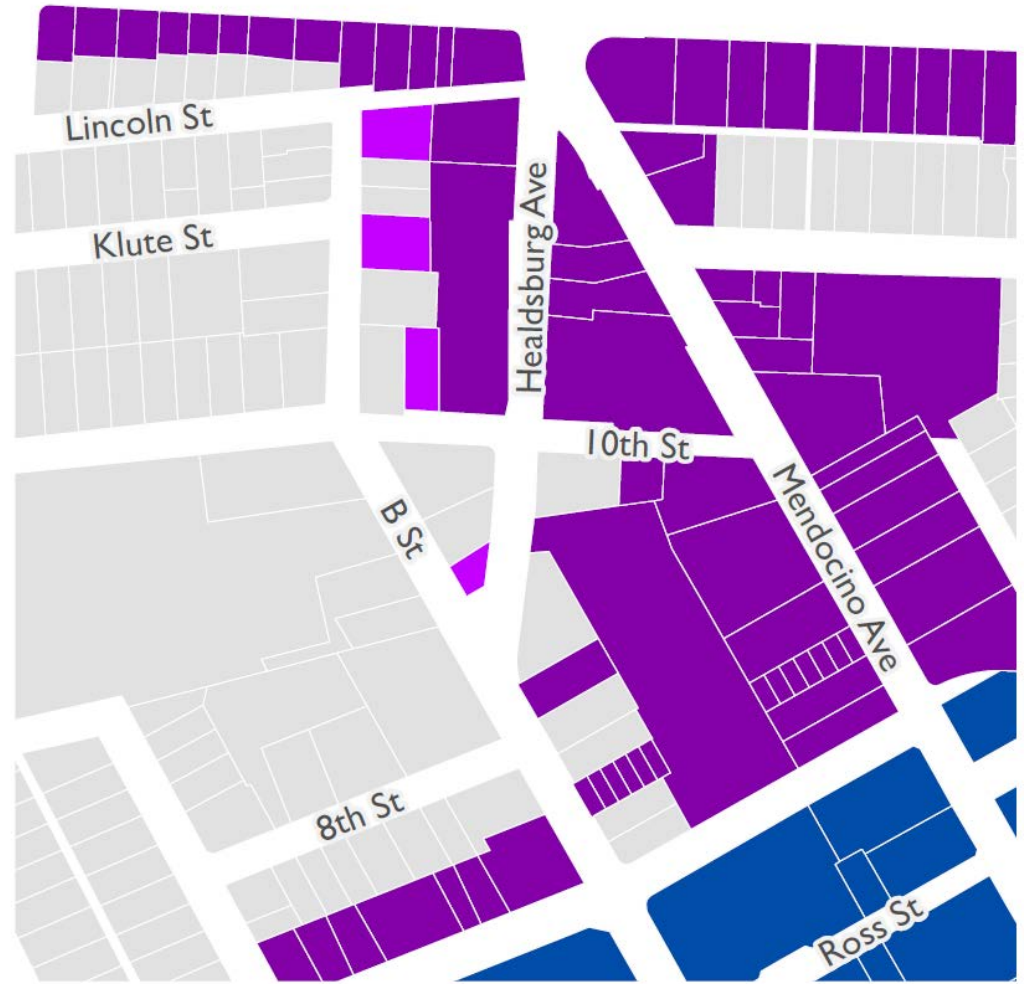 Lincoln St
Klute St
Healdsburg Ave
10th St
B St
Mendocino Ave
8th St
Ross St